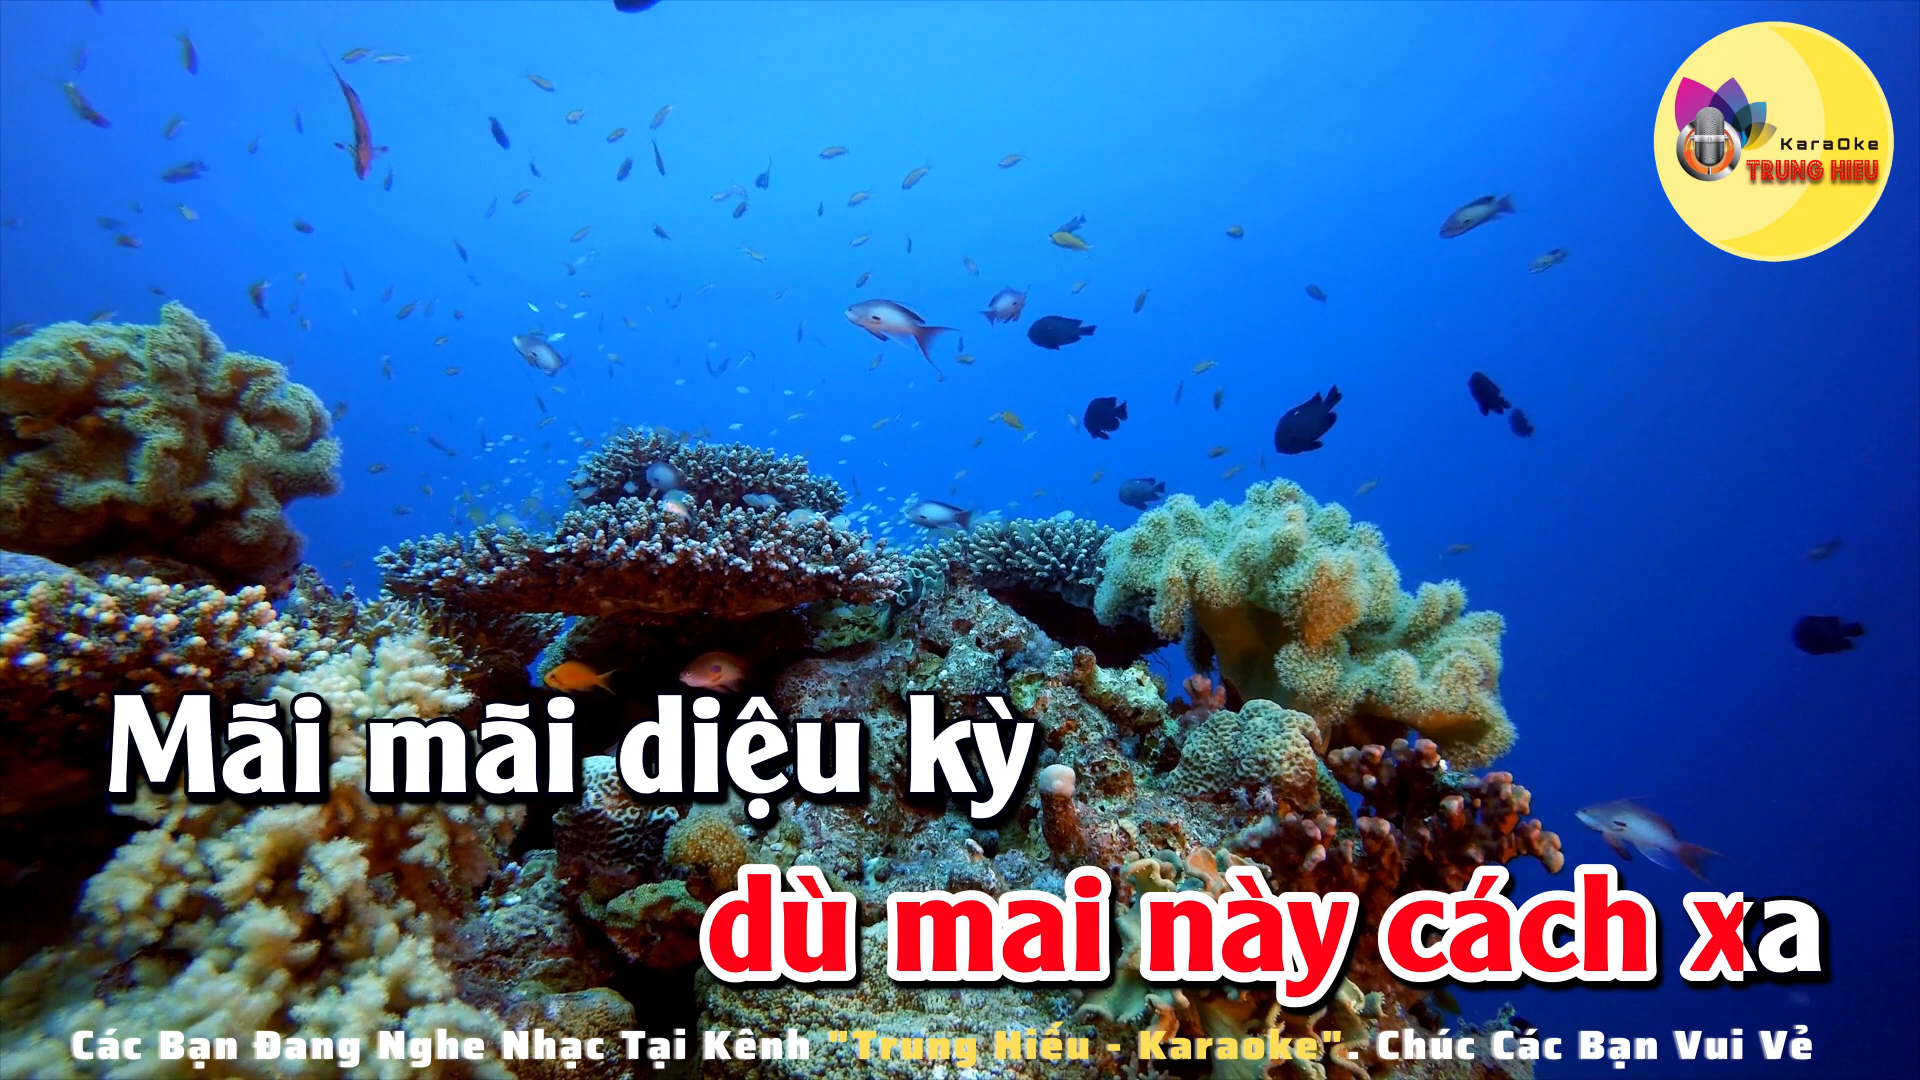 KaraOke
TRUNG HIEU
Mãi mãi diệu kỳ
dù mai này cách xa
Các Bạn Đang Nghe Nhạc Tại Kênh "Trung Hiếu - Karaoke". Chúc Các Bạn Vui Vẻ